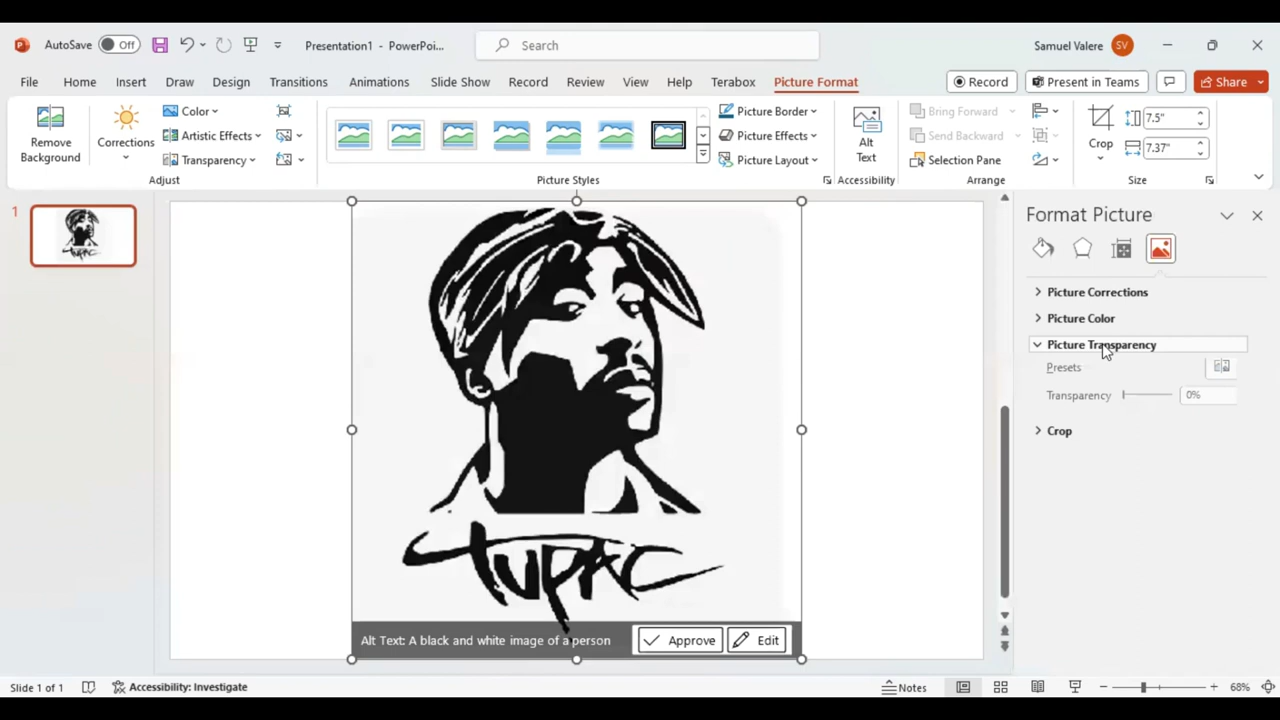 AutoSave Off Presentation1 - PowerPoi... Search Samuel Valere SV
File Home Insert Draw Design Transitions Animations Slide Show Record Review View Help Terabox Picture Format Record Present in Teams Share
Remove Background
Corrections
Color
Artistic Effects
Transparency
Adjust
Picture Border
Picture Effects
Picture Layout
Picture Styles
Alt Text
Accessibility
Bring Forward
Send Backward
Selection Pane
Arrange
Crop
7.5"
7.37"
Size
1
tupac
Alt Text: A black and white image of a person Approve Edit
Format Picture
Picture Corrections
Picture Color
Picture Transparency
Presets
Transparency 0%
Crop
Slide 1 of 1 Accessibility: Investigate Notes 68%